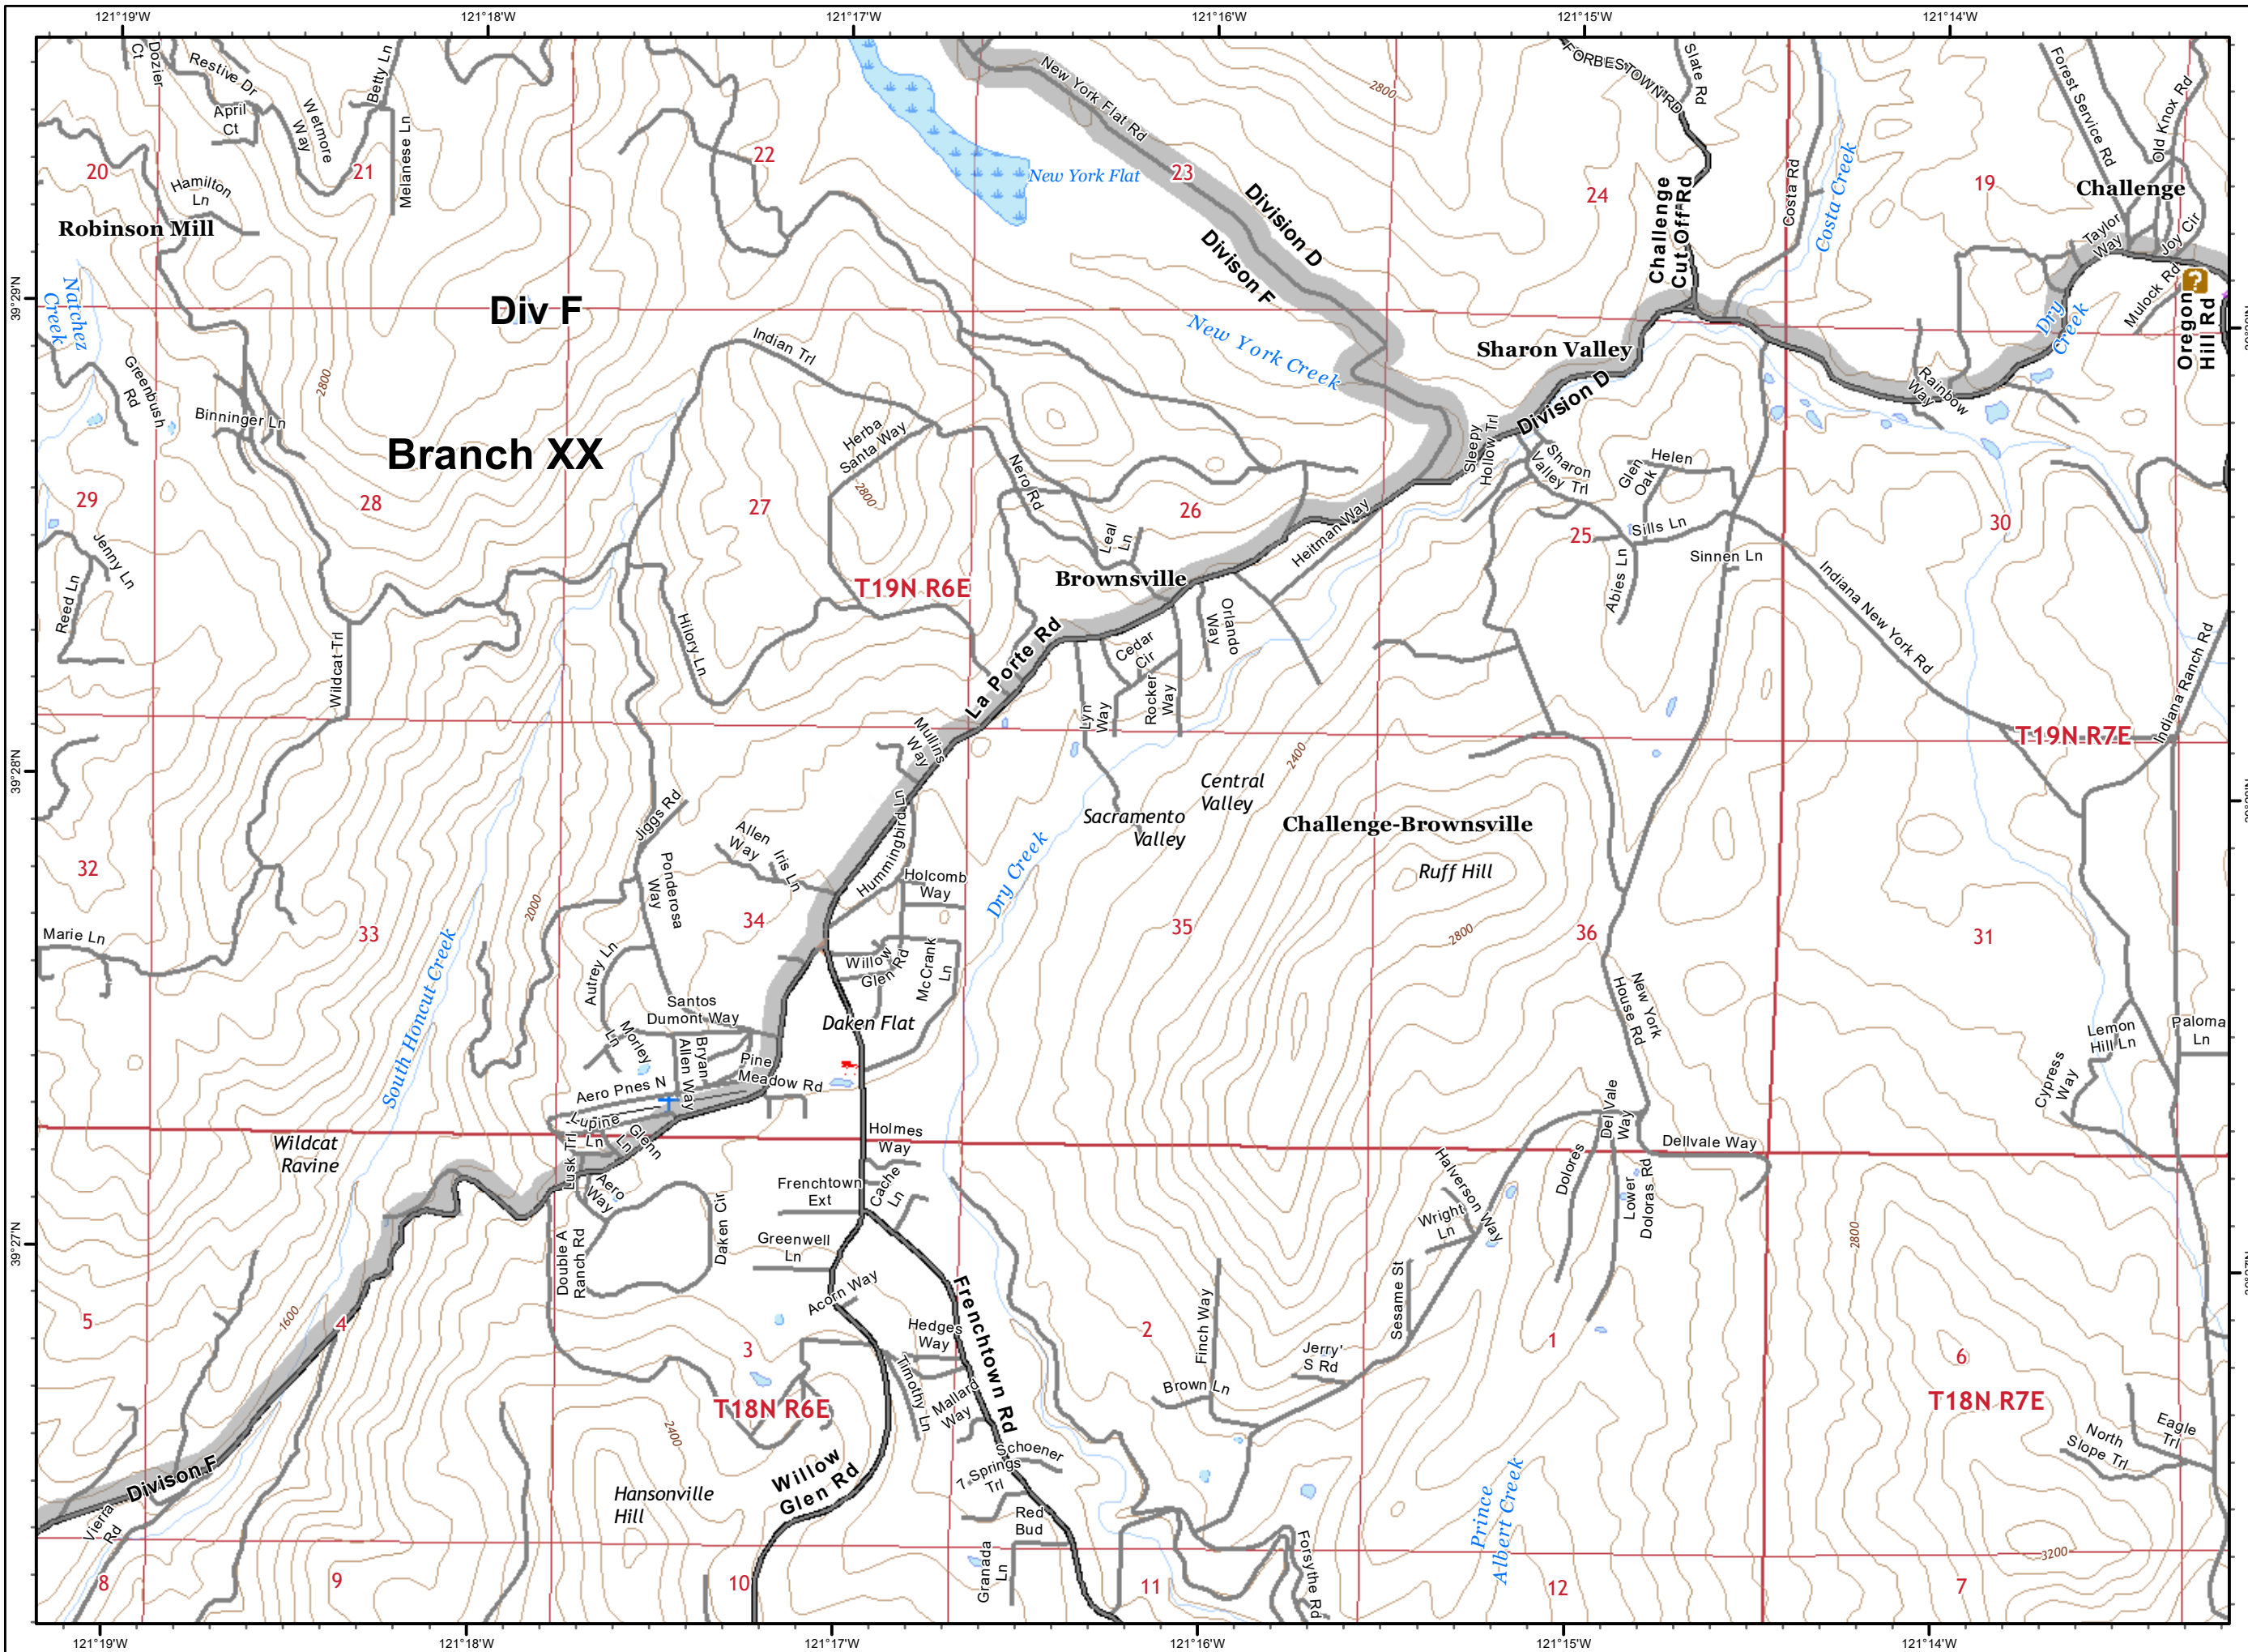 121°19'W
121°18'W
121°17'W
121°16'W
121°15'W
121°14'W
Dozier
Ct
Restive Dr
April
Ct
Wetmore
Way
Betty Ln
Melanese Ln
20
21
22
Hamilton
Ln
Robinson Mill
Natchez
Creek
39°29'N
Div F
Branch XX
Greenbush
Rd
Binninger Ln
2800
29
28
Jenny Ln
Reed Ln
Wildcat Trl
New York Flat Rd
New York Flat
23
Division D
Divison F
New York Creek
2800
FORBESTOWN RD
Slate Rd
24
Challenge
Cut Off Rd
Costa Rd
Costa Creek
19
Forest Service Rd
Old Knox Rd
Challenge
Taylor
Way
Joy Cir
Mulock Rd
?
Oregon
Hill Rd
Dry
Creek
Sharon Valley
Division D
Rainbow
Way
Indian Trl
Herba
Santa Way
2800
27
Nero Rd
Leal
Ln
26
Heitman Way
Sleepy
Hollow Trl
Sharon
Valley Trl
Glen
Oak
Helen
Sills Ln
25
Abies Ln
Sinnen Ln
30
Indiana New York Rd
Indiana Ranch Rd
T19N R6E
Brownsville
Hilory Ln
La Porte Rd
Cedar
Cir
Orlando
Way
Lyn
Way
Rocker
Way
T19N R7E
39°28'N
Mullins
Way
Central
Valley
Sacramento
Valley
2400
Challenge-Brownsville
Ruff Hill
Jiggs Rd
Allen
Way
Iris Ln
Hummingbird Ln
Holcomb
Way
Dry Creek
32
33
2000
Ponderosa
Way
34
35
2800
36
31
Marie Ln
South Honcut Creek
Autrey Ln
Willow
Glen Rd
McCrank
Ln
Santos
Dumont Way
Daken Flat
Morley
Ln
Bryan
Allen Way
Pine
Meadow Rd
Aero Pnes N
New York
House Rd
Lemon
Hill Ln
Paloma
Ln
Cypress
Way
Lupine
Ln
Glenn
Ln
Lusk Trl
Holmes
Way
Del Vale
Way
Dellvale Way
Wildcat
Ravine
Aero
Way
Frenchtown
Ext
Cache
Ln
Halverson Way
Dolores
Lower
Doloras Rd
Wright
Ln
39°27'N
Double A
Ranch Rd
Daken Cir
Greenwell
Ln
2800
Acorn Way
Frenchtown Rd
Finch Way
Sesame St
5
1600
4
3
Hedges
Way
2
Jerry'
S Rd
1
6
Timothy Ln
Mallard
Way
Brown Ln
T18N R6E
T18N R7E
2400
Willow
Glen Rd
Schoener
7 Springs
Trl
North
Slope Trl
Eagle
Trl
Divison F
Vierra
Rd
Hansonville
Hill
Red
Bud
Prince
Albert Creek
Granada
Ln
Forsythe Rd
3200
8
9
10
11
12
7
121°19'W
121°18'W
121°17'W
121°16'W
121°15'W
121°14'W